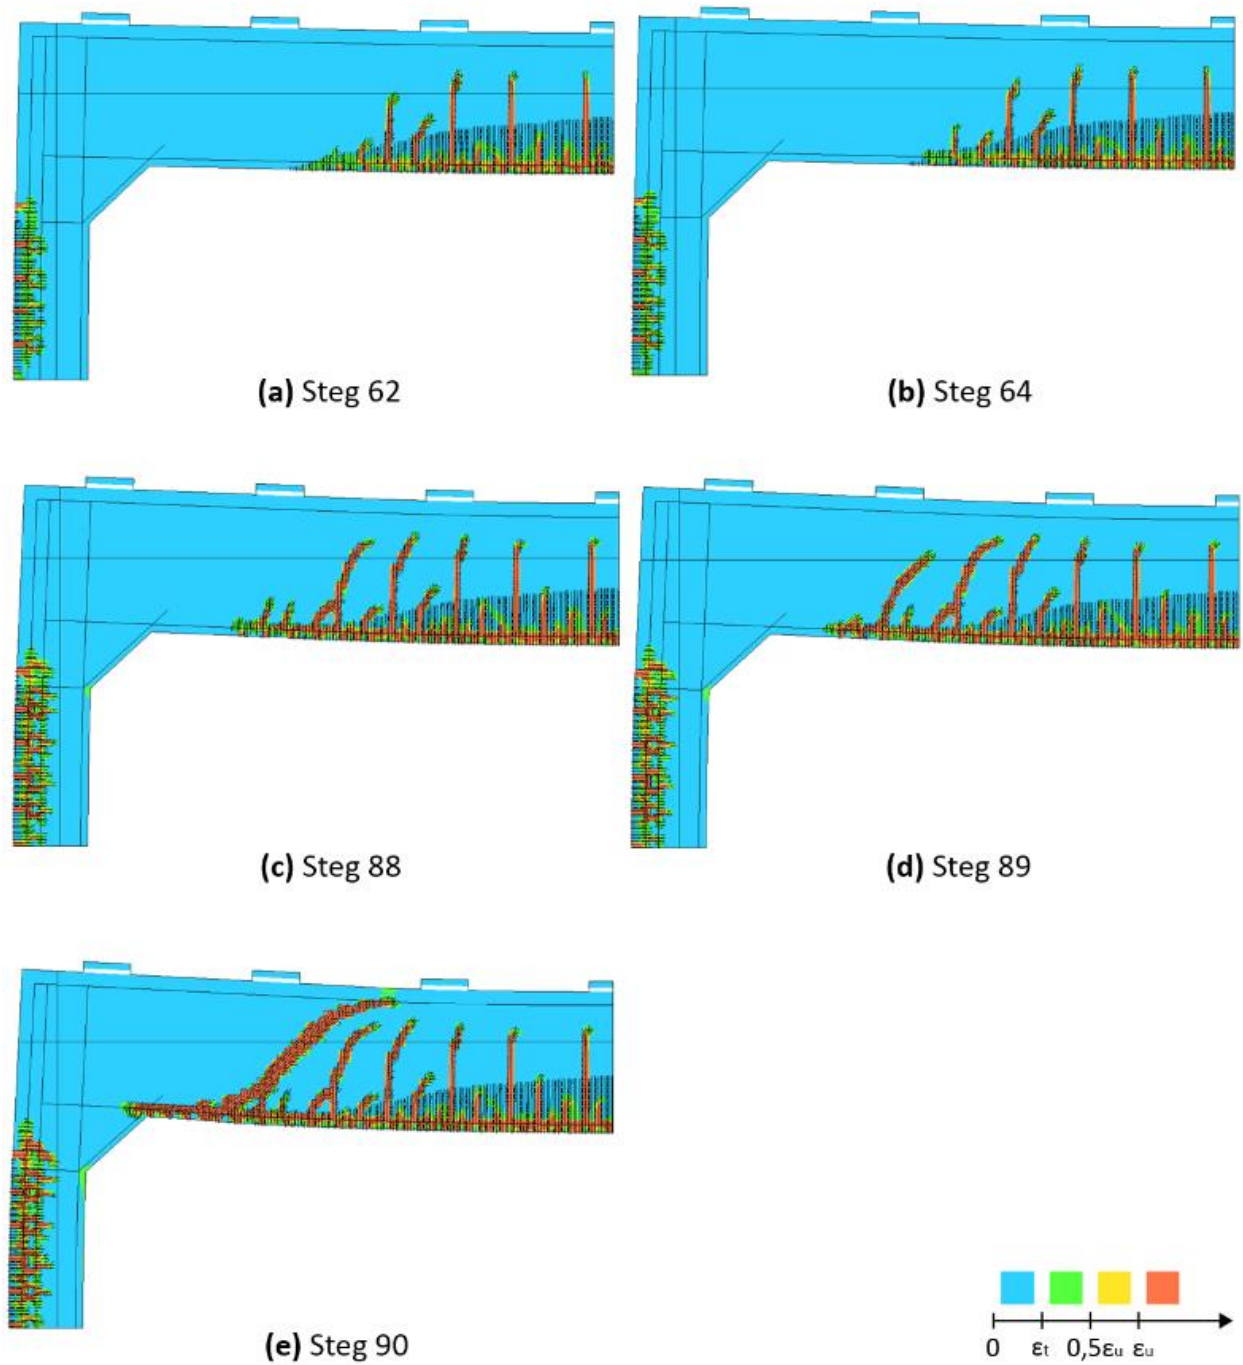 (a) Steg 62
(b) Steg 64
(c) Steg 88
(d) Steg 89
(e) Steg 90
0 εt 0,5εu εu